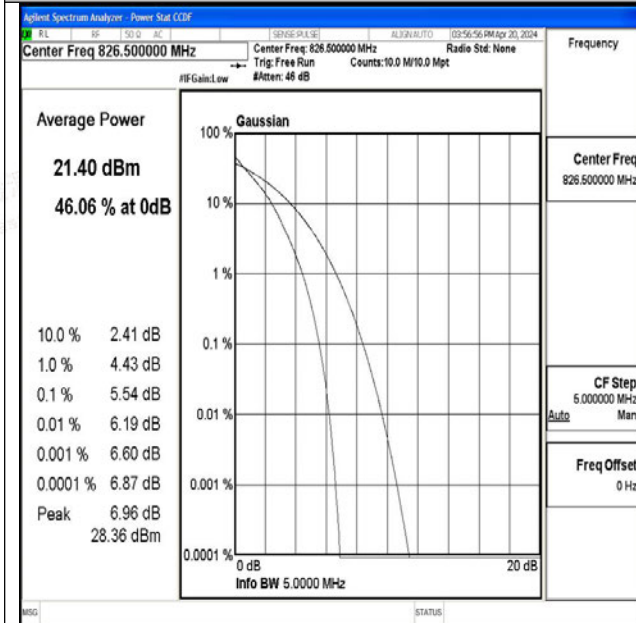 Agilent Spectrum Analyzer - Power Stat CCDF
RL RF 50 Ω AC SENSE:PULSE ALIGN AUTO 03:56:56 PM Apr 20, 2024
Center Freq 826.500000 MHz
Center Freq: 826.500000 MHz Radio Std: None
Trig: Free Run Counts:10.0 M/10.0 Mpt
#IFGain:Low #Atten: 46 dB
Average Power
21.40 dBm
46.06 % at 0dB
10.0 % 2.41 dB
1.0 % 4.43 dB
0.1 % 5.54 dB
0.01 % 6.19 dB
0.001 % 6.60 dB
0.0001 % 6.87 dB
Peak 6.96 dB
28.36 dBm
Gaussian
100 %
10 %
1 %
0.1 %
0.01 %
0.001 %
0.0001 %
0 dB 20 dB
Info BW 5.0000 MHz
Frequency
Center Freq
826.500000 MHz
CF Step
5.000000 MHz
Auto Man
Freq Offset
0 Hz
MSG STATUS